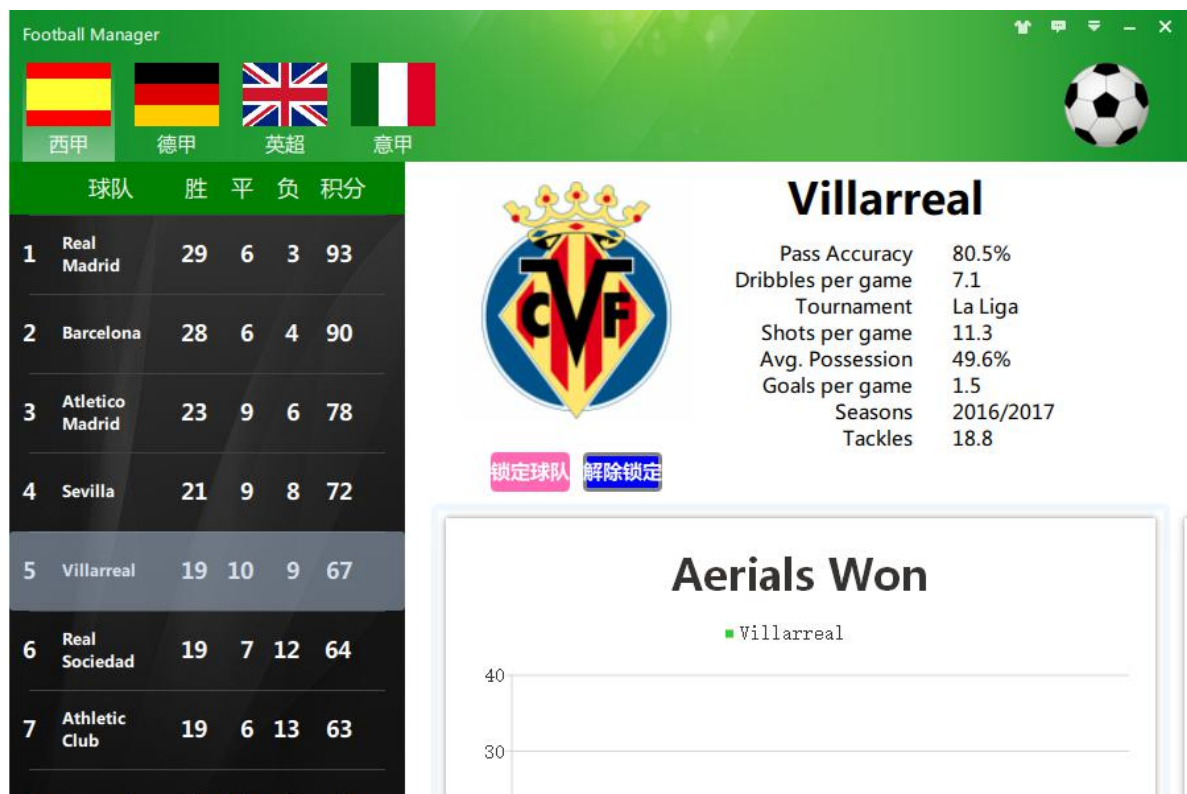 Football Manager
西甲 德甲 英超 意甲
球队 胜 平 负 积分
1 Real Madrid 29 6 3 93
2 Barcelona 28 6 4 90
3 Atletico Madrid 23 9 6 78
4 Sevilla 21 9 8 72
5 Villarreal 19 10 9 67
6 Real Sociedad 19 7 12 64
7 Athletic Club 19 6 13 63
CVF
Villarreal
Pass Accuracy 80.5%
Dribbles per game 7.1
Tournament La Liga
Shots per game 11.3
Avg. Possession 49.6%
Goals per game 1.5
Seasons 2016/2017
Tackles 18.8
锁定球队 解除锁定
Aerials Won
Villarreal
40
30